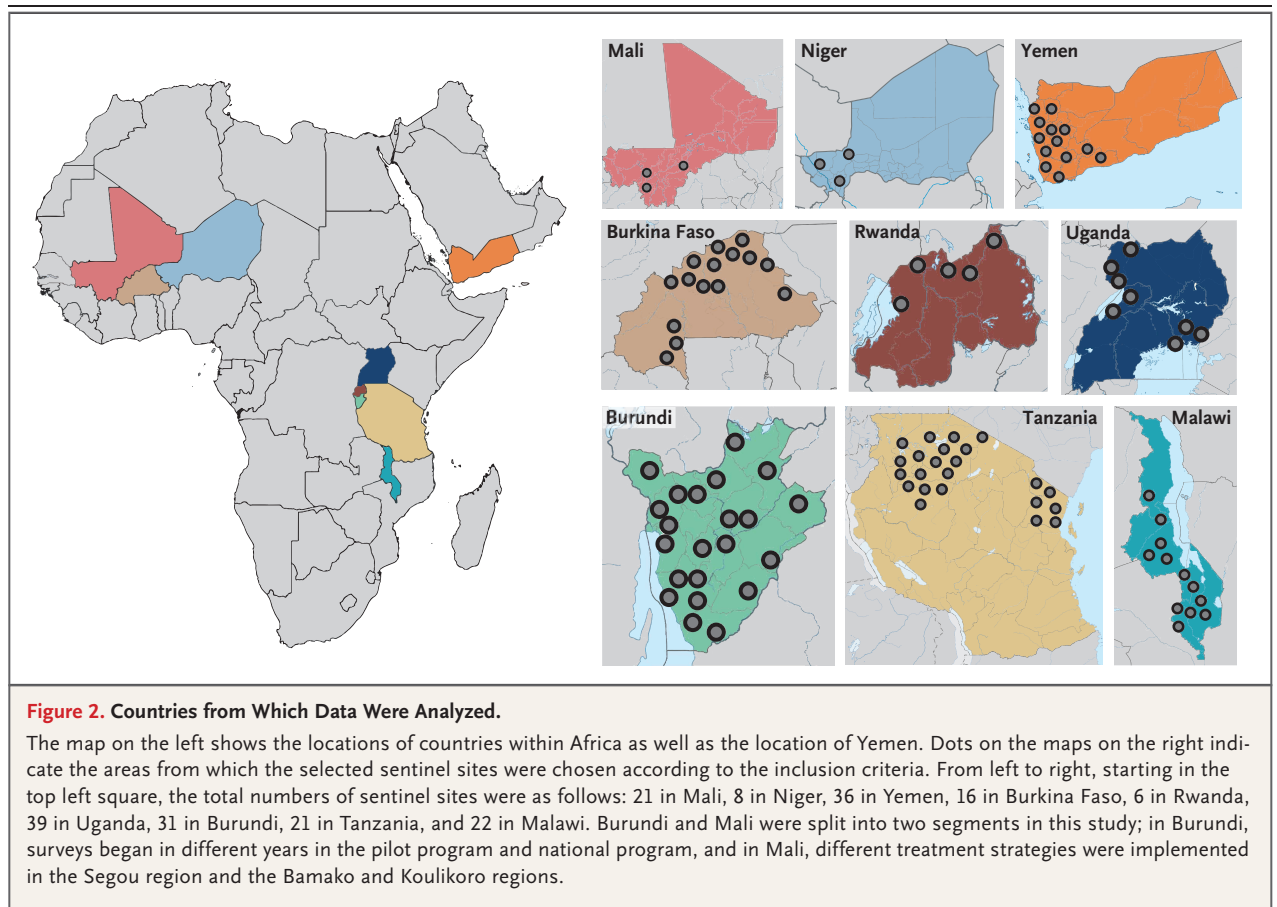 Mali
Niger
Yemen
Burkina Faso
Rwanda
Uganda
Burundi
Tanzania
Malawi
Figure 2. Countries from Which Data Were Analyzed.
The map on the left shows the locations of countries within Africa as well as the location of Yemen. Dots on the maps on the right indi-
cate the areas from which the selected sentinel sites were chosen according to the inclusion criteria. From left to right, starting in the
top left square, the total numbers of sentinel sites were as follows: 21 in Mali, 8 in Niger, 36 in Yemen, 16 in Burkina Faso, 6 in Rwanda,
39 in Uganda, 31 in Burundi, 21 in Tanzania, and 22 in Malawi. Burundi and Mali were split into two segments in this study; in Burundi,
surveys began in different years in the pilot program and national program, and in Mali, different treatment strategies were implemented
in the Segou region and the Bamako and Koulikoro regions.